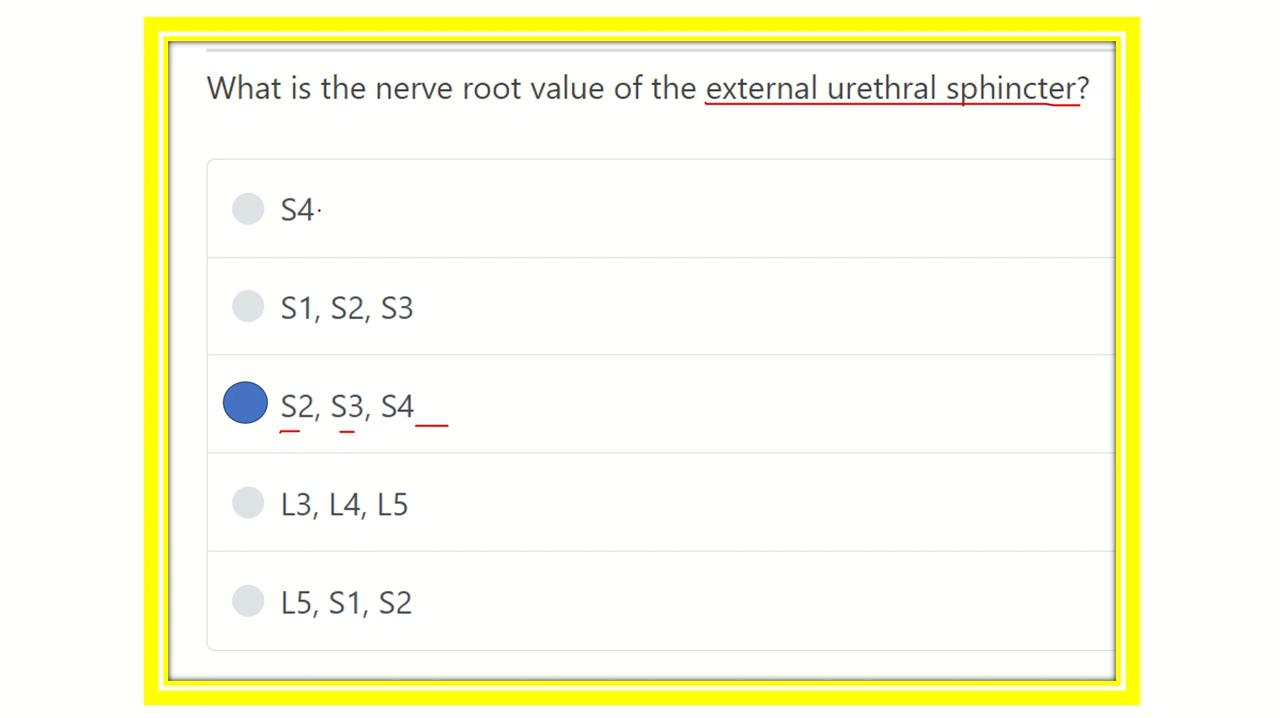 What is the nerve root value of the external urethral sphincter?
S4
S1, S2, S3
S2, S3, S4
L3, L4, L5
L5, S1, S2